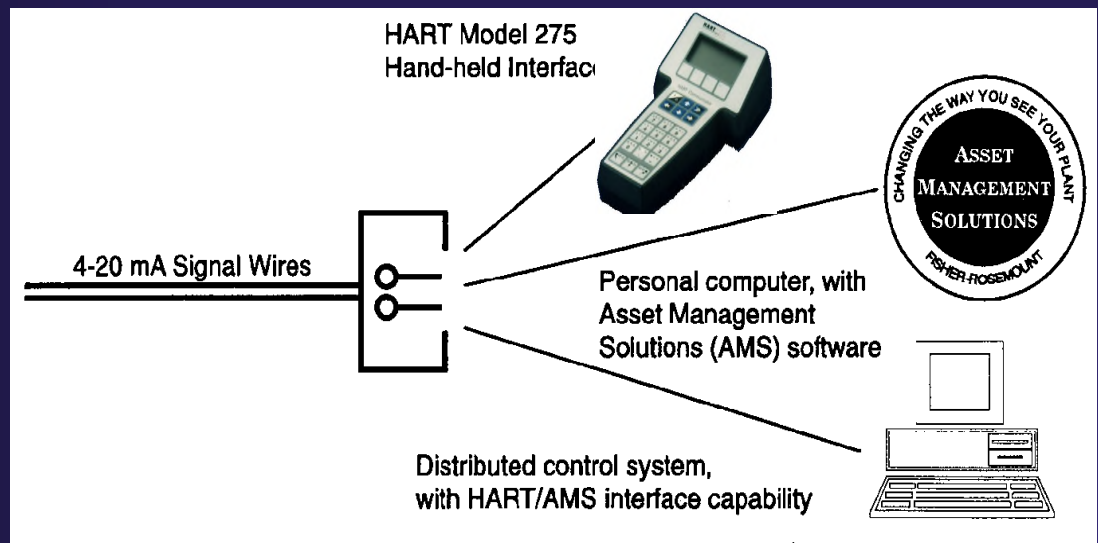 HART Model 275
Hand-held Interfac
CHANGING THE WAY YOU SEE YOUR PLANT
ASSET
MANAGEMENT
SOLUTIONS
FISHER-ROSEMOUNT
4-20 mA Signal Wires
Personal computer, with
Asset Management
Solutions (AMS) software
Distributed control system,
with HART/AMS interface capability